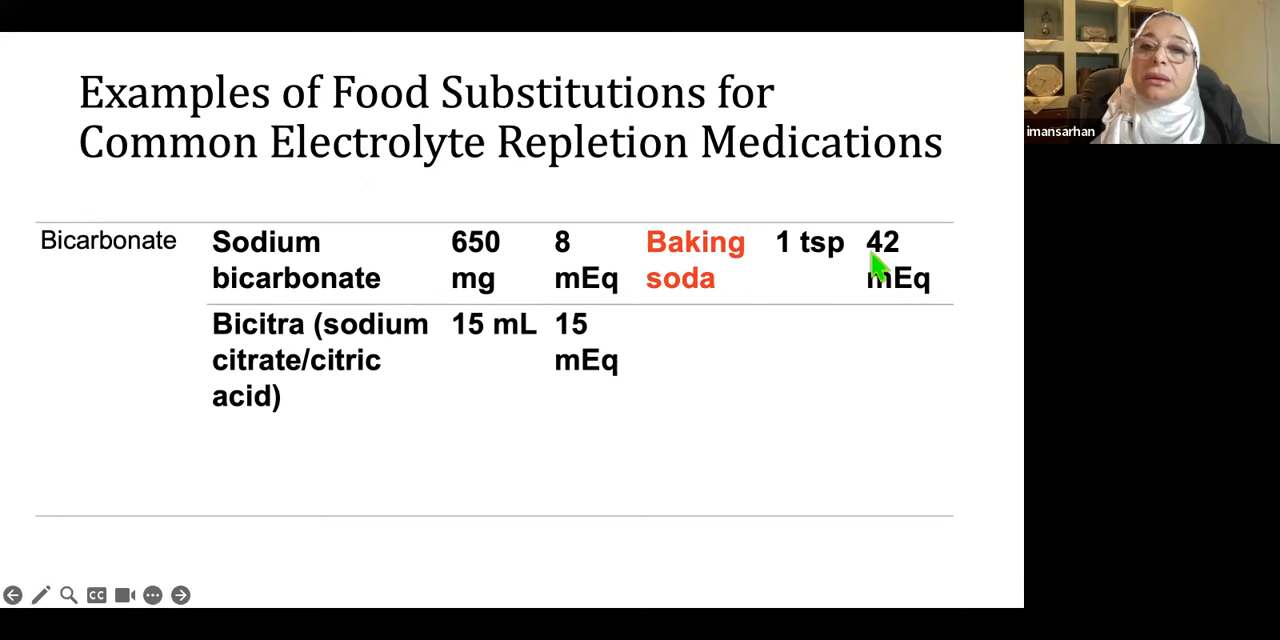 Examples of Food Substitutions for
Common Electrolyte Repletion Medications
imansarhan
Bicarbonate Sodium bicarbonate 650 mg 8 mEq Baking soda 1 tsp 42 mEq
Bicitra (sodium citrate/citric acid) 15 mL 15 mEq
CC